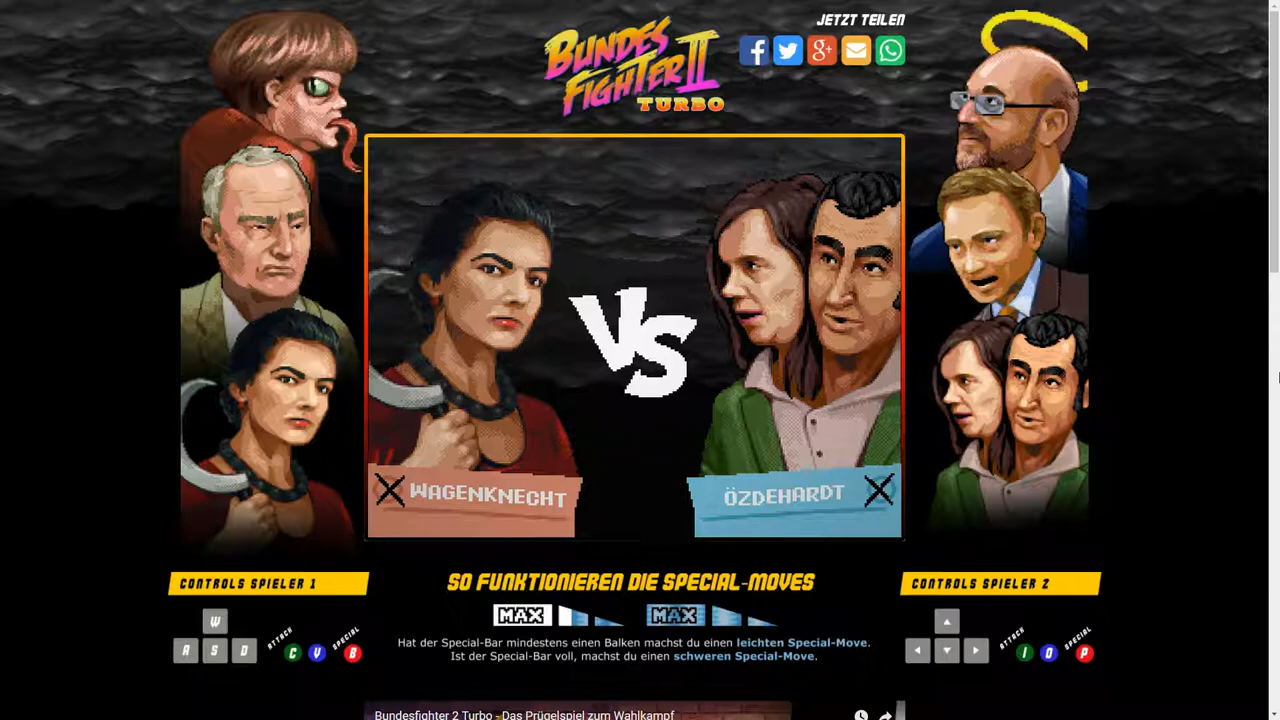 JETZT TEILEN
BUNDES
FIGHTER II
TURBO
VS
WAGENKNECHT
ÖZDEHARDT
CONTROLS SPIELER 1
SO FUNKTIONIEREN DIE SPECIAL-MOVES
CONTROLS SPIELER 2
MAX MAX
W
A S D
ATTACK
C V
SPECIAL
B
Hat der Special-Bar mindestens einen Balken machst du einen leichten Special-Move.
Ist der Special-Bar voll, machst du einen schweren Special-Move.
ATTACK
I O
SPECIAL
P
Bundesfighter 2 Turbo - Das Prügelspiel zum Wahlkampf